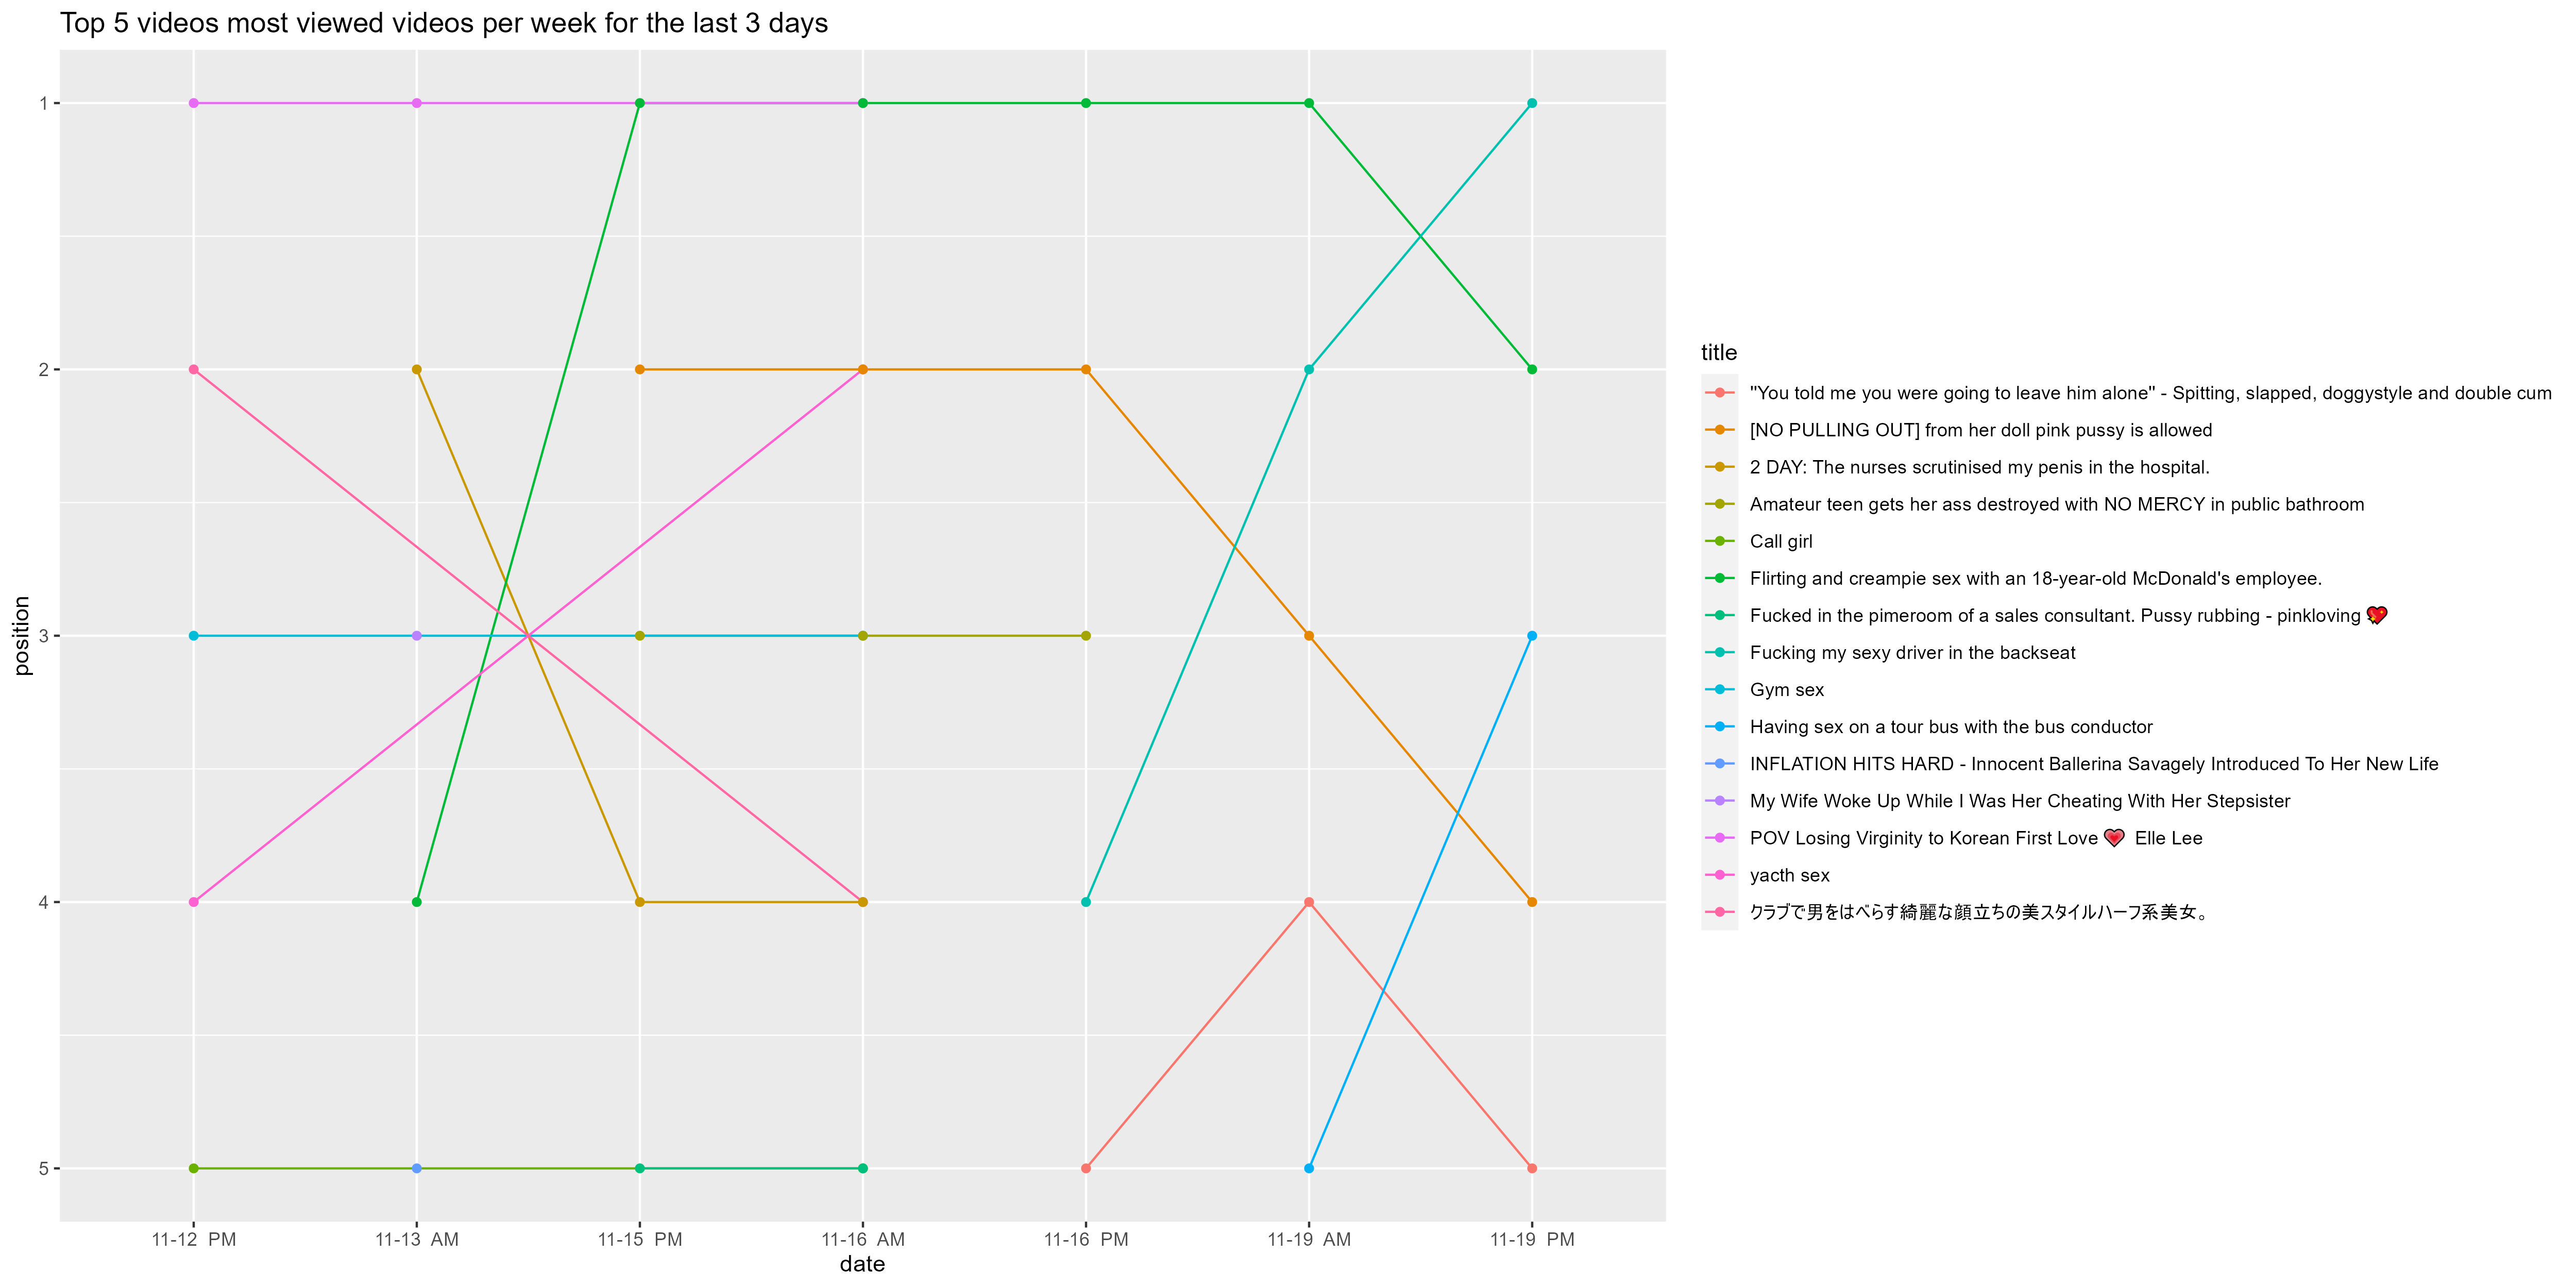 Top 5 videos most viewed videos per week for the last 3 days
position
1
2
3
4
5
11-12 PM
11-13 AM
11-15 PM
11-16 AM
11-16 PM
11-19 AM
11-19 PM
date
title
"You told me you were going to leave him alone" - Spitting, slapped, doggystyle and double cum
[NO PULLING OUT] from her doll pink pussy is allowed
2 DAY: The nurses scrutinised my penis in the hospital.
Amateur teen gets her ass destroyed with NO MERCY in public bathroom
Call girl
Flirting and creampie sex with an 18-year-old McDonald's employee.
Fucked in the pimeroom of a sales consultant. Pussy rubbing - pinkloving 💖
Fucking my sexy driver in the backseat
Gym sex
Having sex on a tour bus with the bus conductor
INFLATION HITS HARD - Innocent Ballerina Savagely Introduced To Her New Life
My Wife Woke Up While I Was Her Cheating With Her Stepsister
POV Losing Virginity to Korean First Love 💗 Elle Lee
yacth sex
クラブで男をはべらす綺麗な顔立ちの美スタイルハーフ系美女。